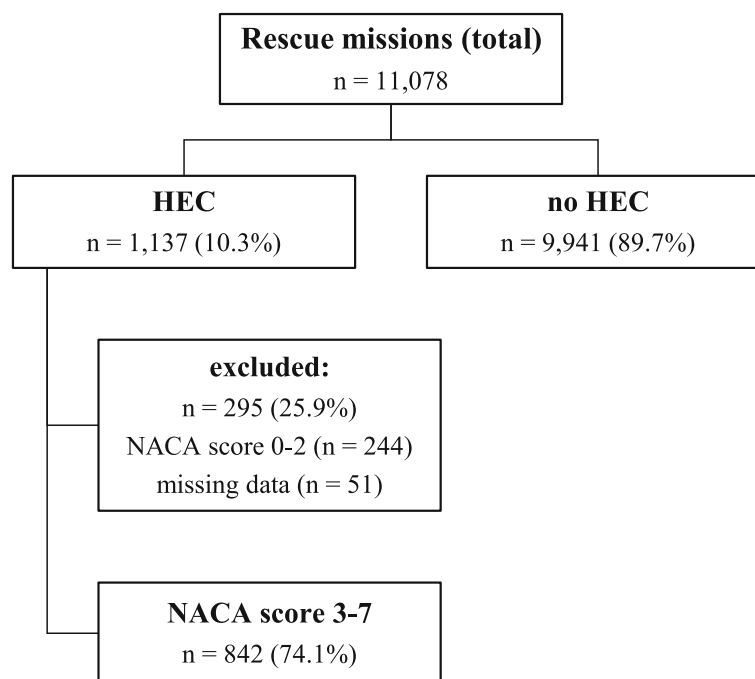 Rescue missions (total)
n = 11,078
HEC
n = 1,137 (10.3%)
no HEC
n = 9,941 (89.7%)
excluded:
n = 295 (25.9%)
NACA score 0-2 (n = 244)
missing data (n = 51)
NACA score 3-7
n = 842 (74.1%)